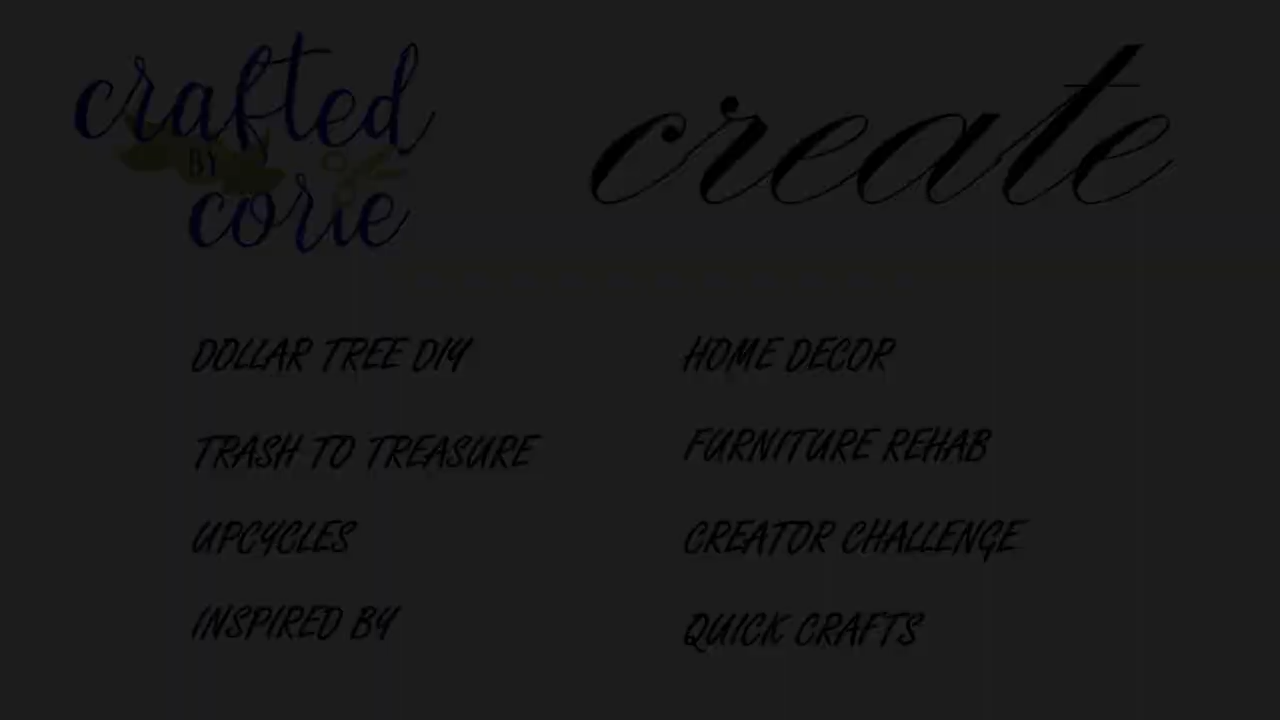 crafted
BY
corie
create
DOLLAR TREE DIY
TRASH TO TREASURE
UPCYCLES
INSPIRED BY
HOME DECOR
FURNITURE REHAB
CREATOR CHALLENGE
QUICK CRAFTS